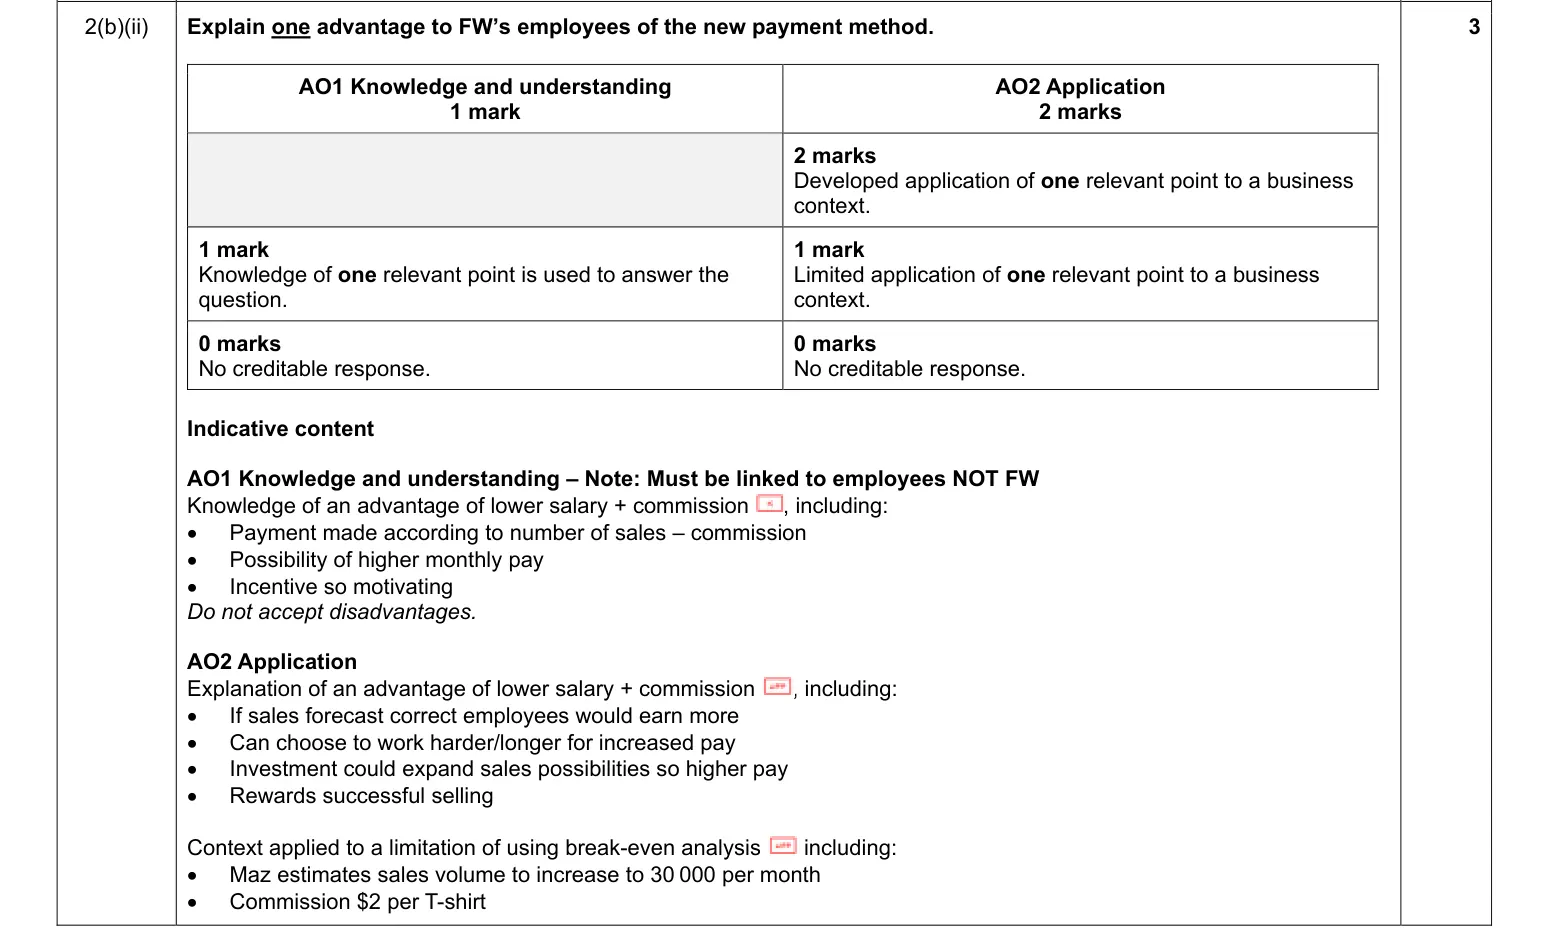 2(b)(ii) Explain one advantage to FW’s employees of the new payment method. 3
AO1 Knowledge and understanding
1 mark
AO2 Application
2 marks
2 marks
Developed application of one relevant point to a business
context.
1 mark
Knowledge of one relevant point is used to answer the
question.
1 mark
Limited application of one relevant point to a business
context.
0 marks
No creditable response.
0 marks
No creditable response.
Indicative content
AO1 Knowledge and understanding – Note: Must be linked to employees NOT FW
Knowledge of an advantage of lower salary + commission , including:
• Payment made according to number of sales – commission
• Possibility of higher monthly pay
• Incentive so motivating
Do not accept disadvantages.
AO2 Application
Explanation of an advantage of lower salary + commission , including:
• If sales forecast correct employees would earn more
• Can choose to work harder/longer for increased pay
• Investment could expand sales possibilities so higher pay
• Rewards successful selling
Context applied to a limitation of using break-even analysis including:
• Maz estimates sales volume to increase to 30 000 per month
• Commission $2 per T-shirt